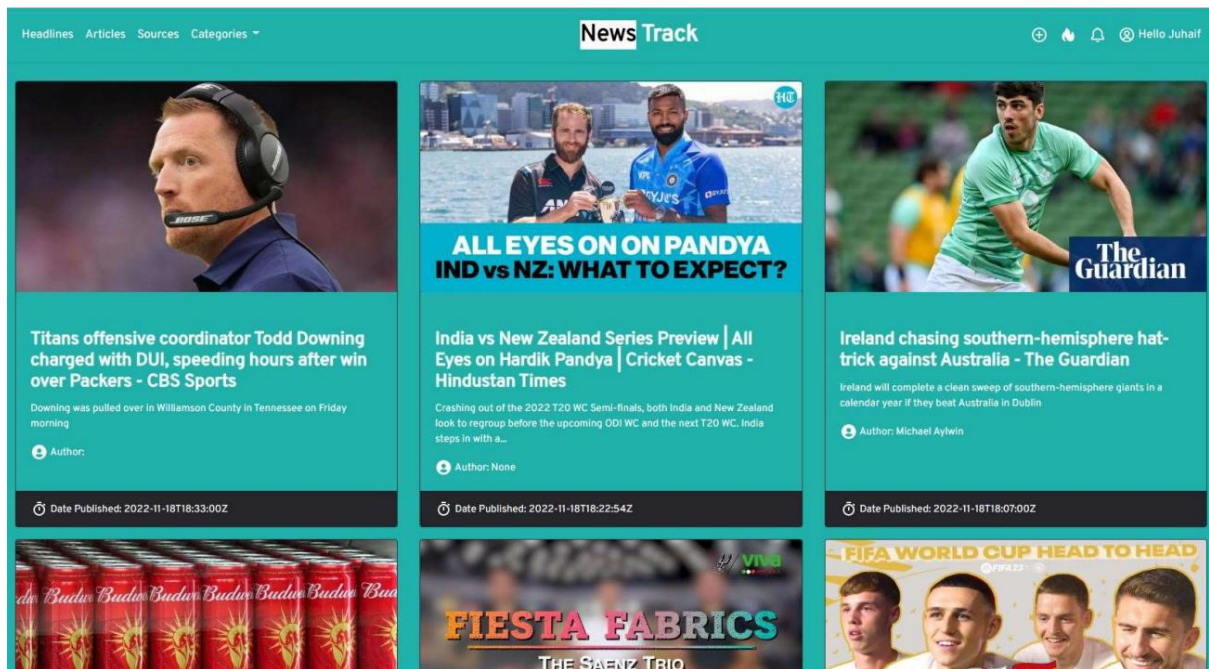 Headlines Articles Sources Categories
News Track
Hello Juhaif
BOSE
HT
BYJU'S
ALL EYES ON ON PANDYA
IND vs NZ: WHAT TO EXPECT?
The
Guardian
Titans offensive coordinator Todd Downing
charged with DUI, speeding hours after win
over Packers - CBS Sports
Downing was pulled over in Williamson County in Tennessee on Friday
morning
Author:
Date Published: 2022-11-18T18:33:00Z
India vs New Zealand Series Preview | All
Eyes on Hardik Pandya | Cricket Canvas -
Hindustan Times
Crashing out of the 2022 T20 WC Semi-finals, both India and New Zealand
look to regroup before the upcoming ODI WC and the next T20 WC. India
steps in with a...
Author: None
Date Published: 2022-11-18T18:22:54Z
Ireland chasing southern-hemisphere hat-
trick against Australia - The Guardian
Ireland will complete a clean sweep of southern-hemisphere giants in a
calendar year if they beat Australia in Dublin
Author: Michael Aylwin
Date Published: 2022-11-18T18:07:00Z
VIVA
FIESTA FABRICS
THE SAENZ TRIO
FIFA WORLD CUP HEAD TO HEAD
FIFA 23